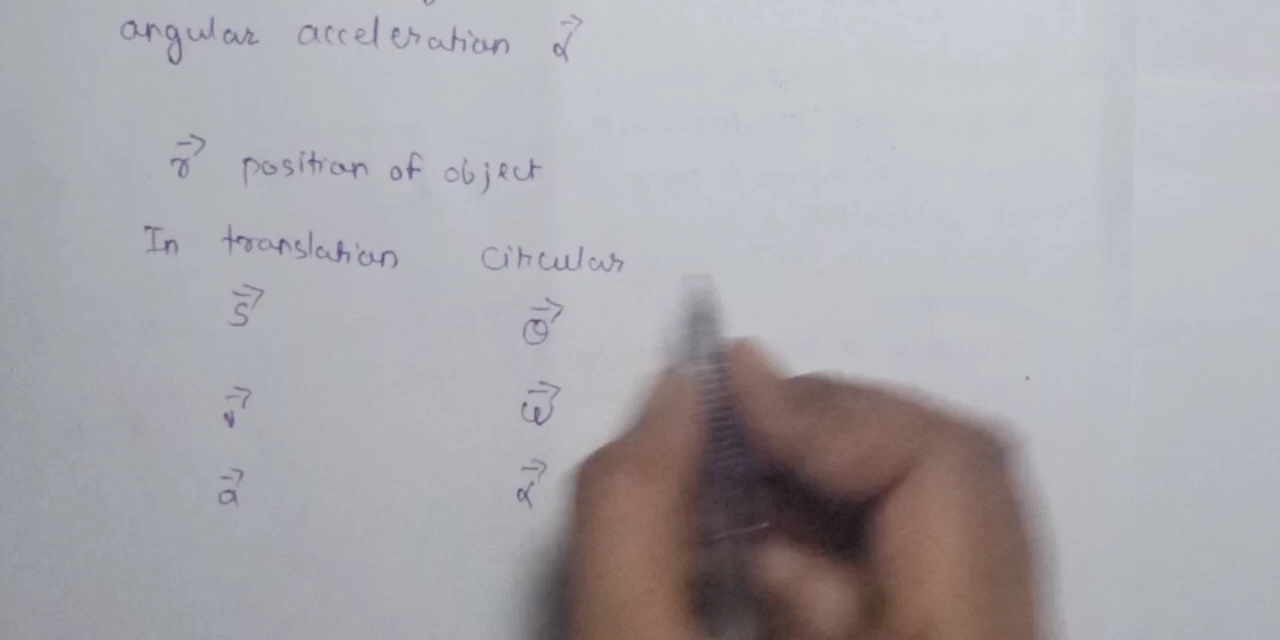 angular acceleration α⃗
r⃗ position of object
In translation circular
s⃗ θ⃗
v⃗ ω⃗
a⃗ α⃗